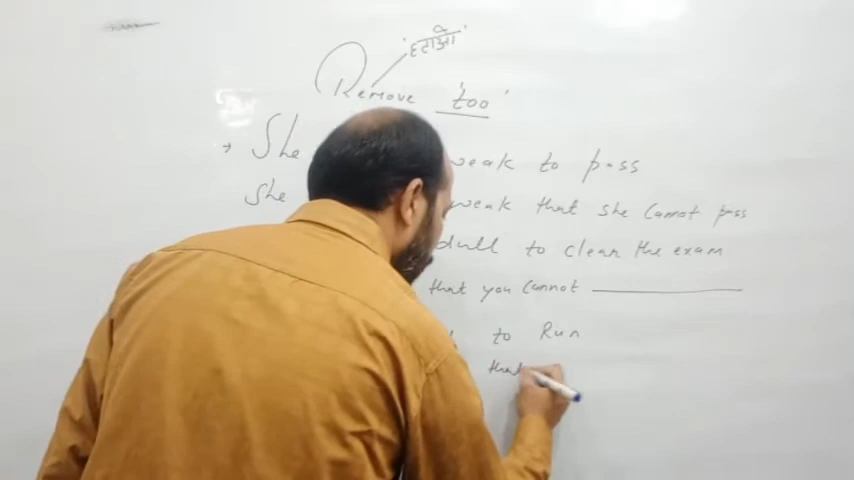 हटाओ
Remove 'too'
→ She weak to pass
She weak that she cannot pass
dull to clear the exam
that you cannot
to Run
that